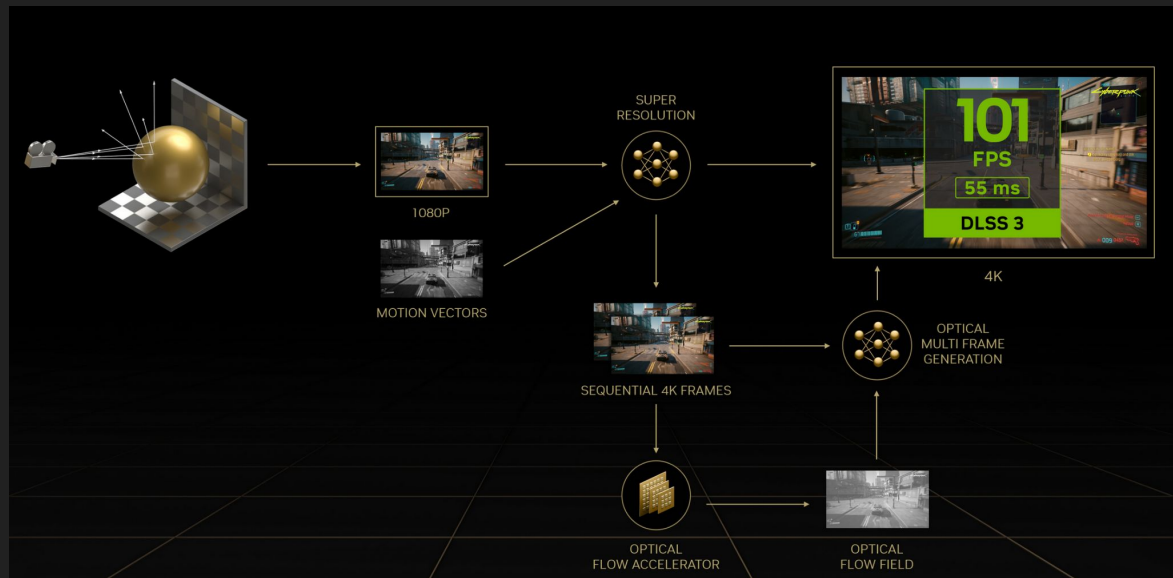 SUPER
RESOLUTION
Cyberpunk
101
FPS
55 ms
DLSS 3
1080P
4K
MOTION VECTORS
OPTICAL
MULTI FRAME
GENERATION
SEQUENTIAL 4K FRAMES
OPTICAL
FLOW ACCELERATOR
OPTICAL
FLOW FIELD